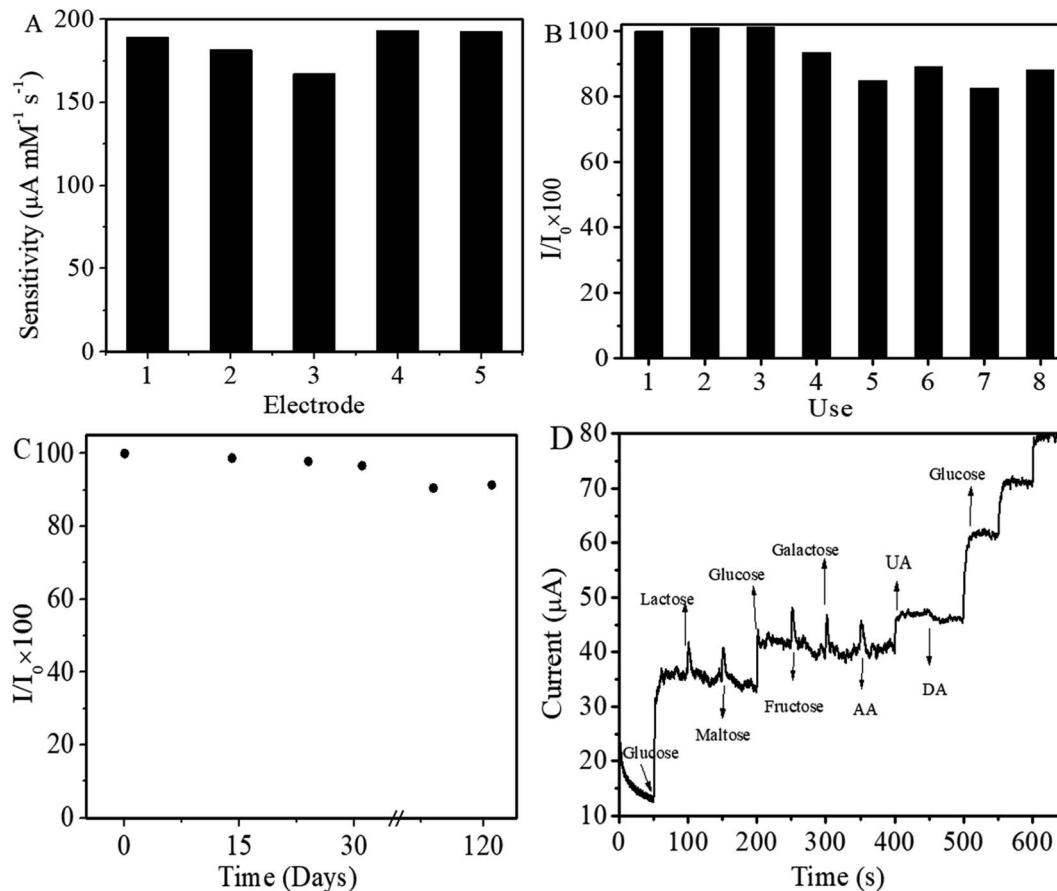 A
Sensitivity (μA mM⁻¹ s⁻¹)
200
150
100
50
0
1 2 3 4 5
Electrode
B
I/I₀×100
100
80
60
40
20
0
1 2 3 4 5 6 7 8
Use
C
I/I₀×100
100
80
60
40
20
0
0 15 30 120
Time (Days)
D
Current (μA)
80
70
60
50
40
30
20
10
Glucose
Lactose
Maltose
Glucose
Fructose
Galactose
AA
UA
DA
Glucose
0 100 200 300 400 500 600
Time (s)